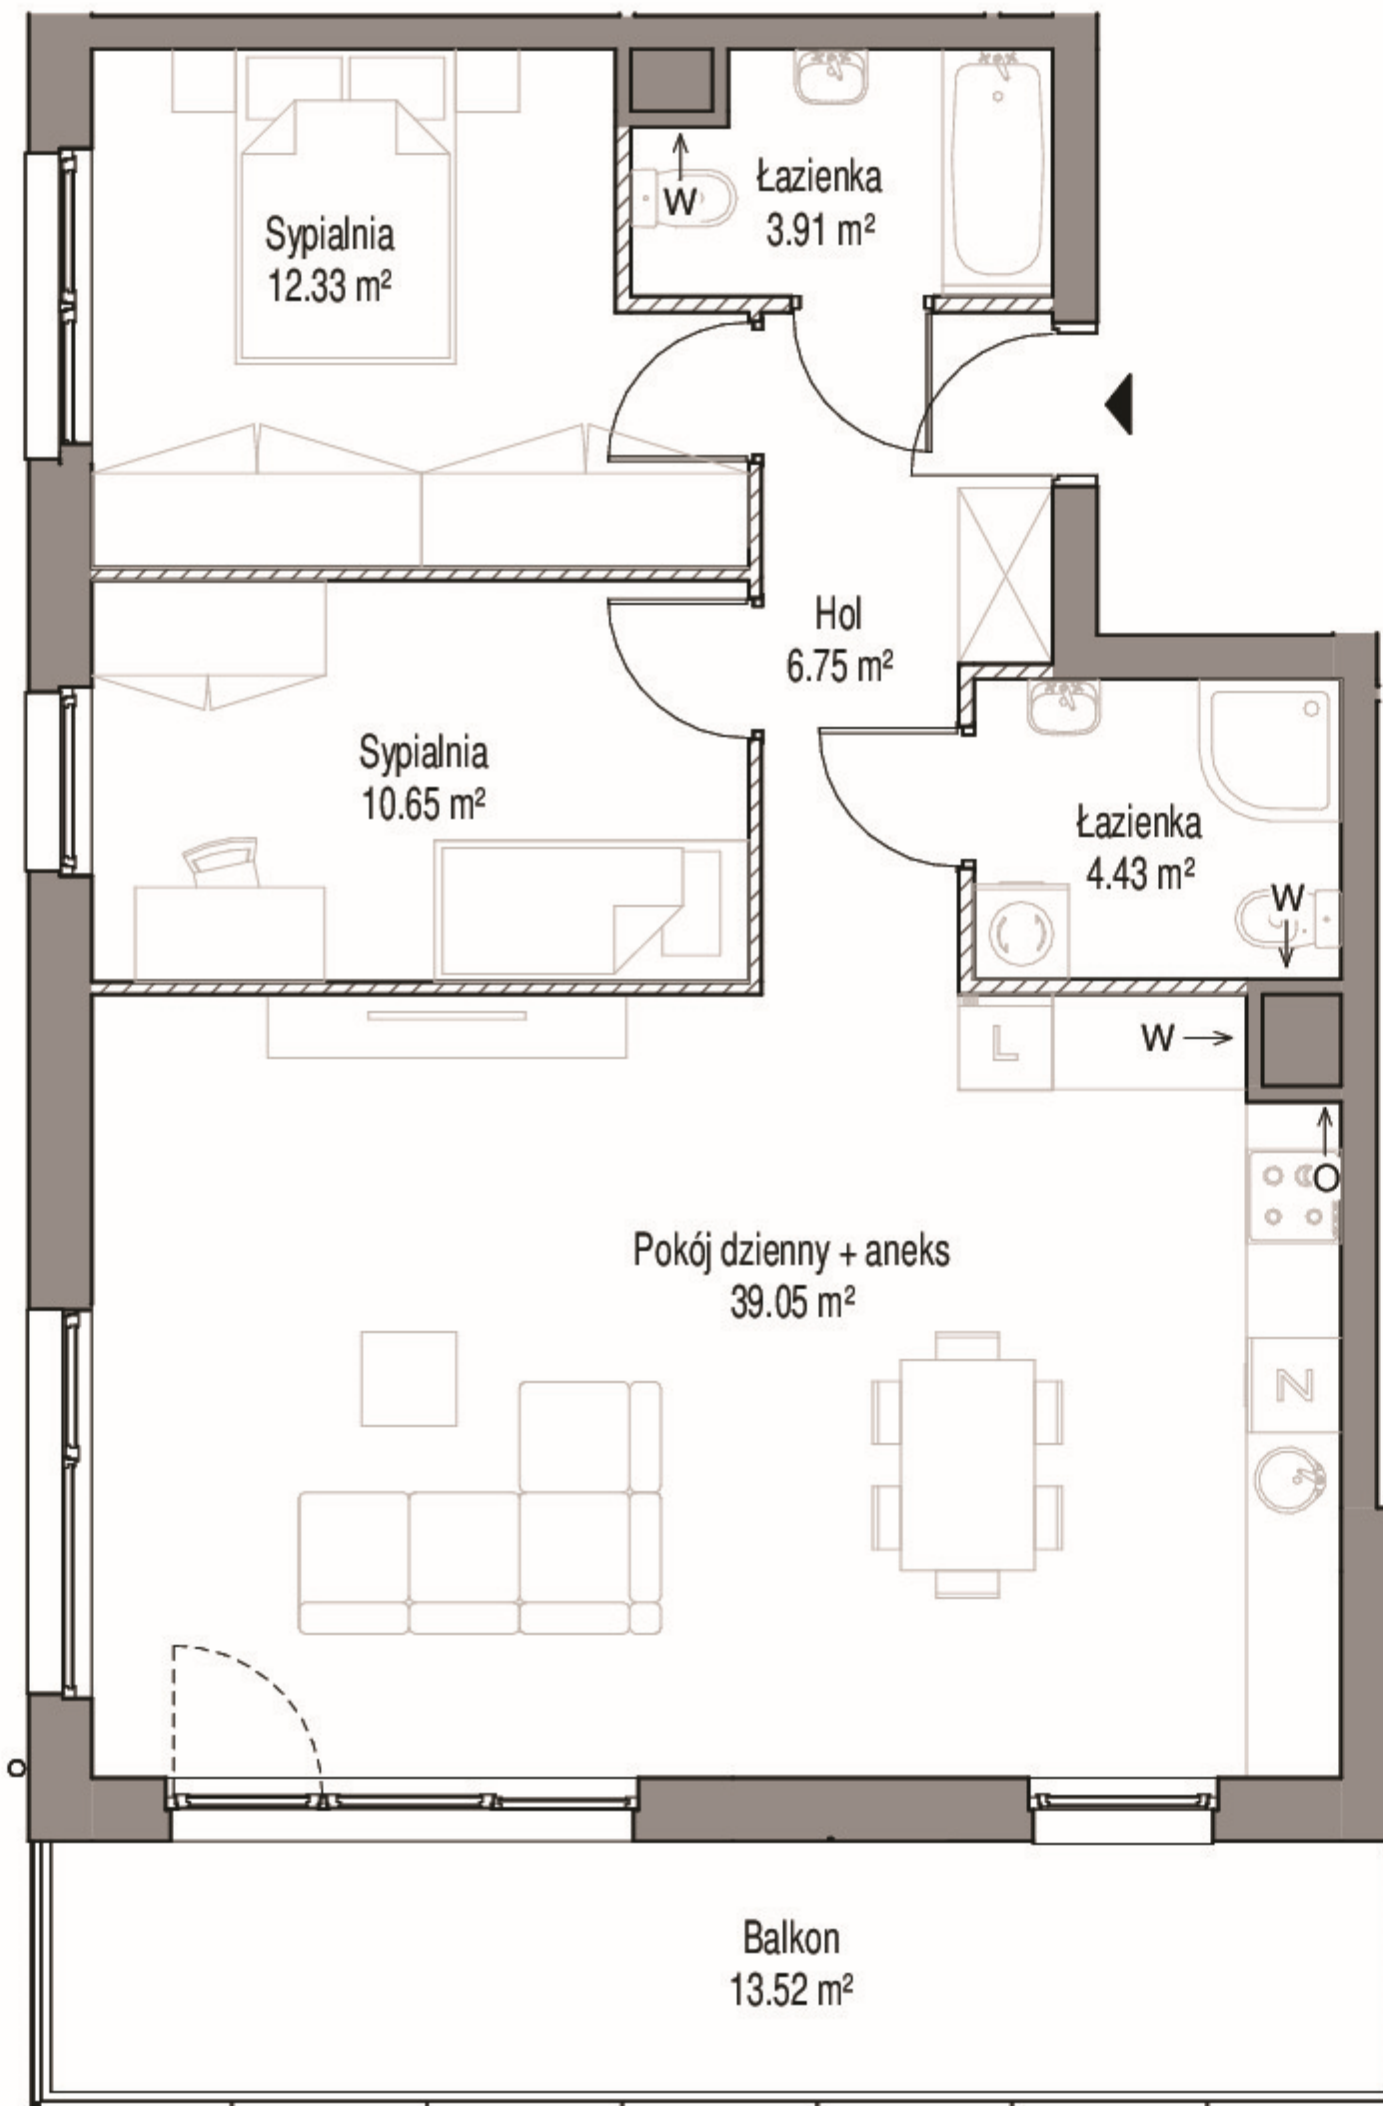 Sypialnia
12.33 m²
W
Łazienka
3.91 m²
Hol
6.75 m²
Sypialnia
10.65 m²
Łazienka
4.43 m²
W
L
W
O
Pokój dzienny + aneks
39.05 m²
Z
Balkon
13.52 m²